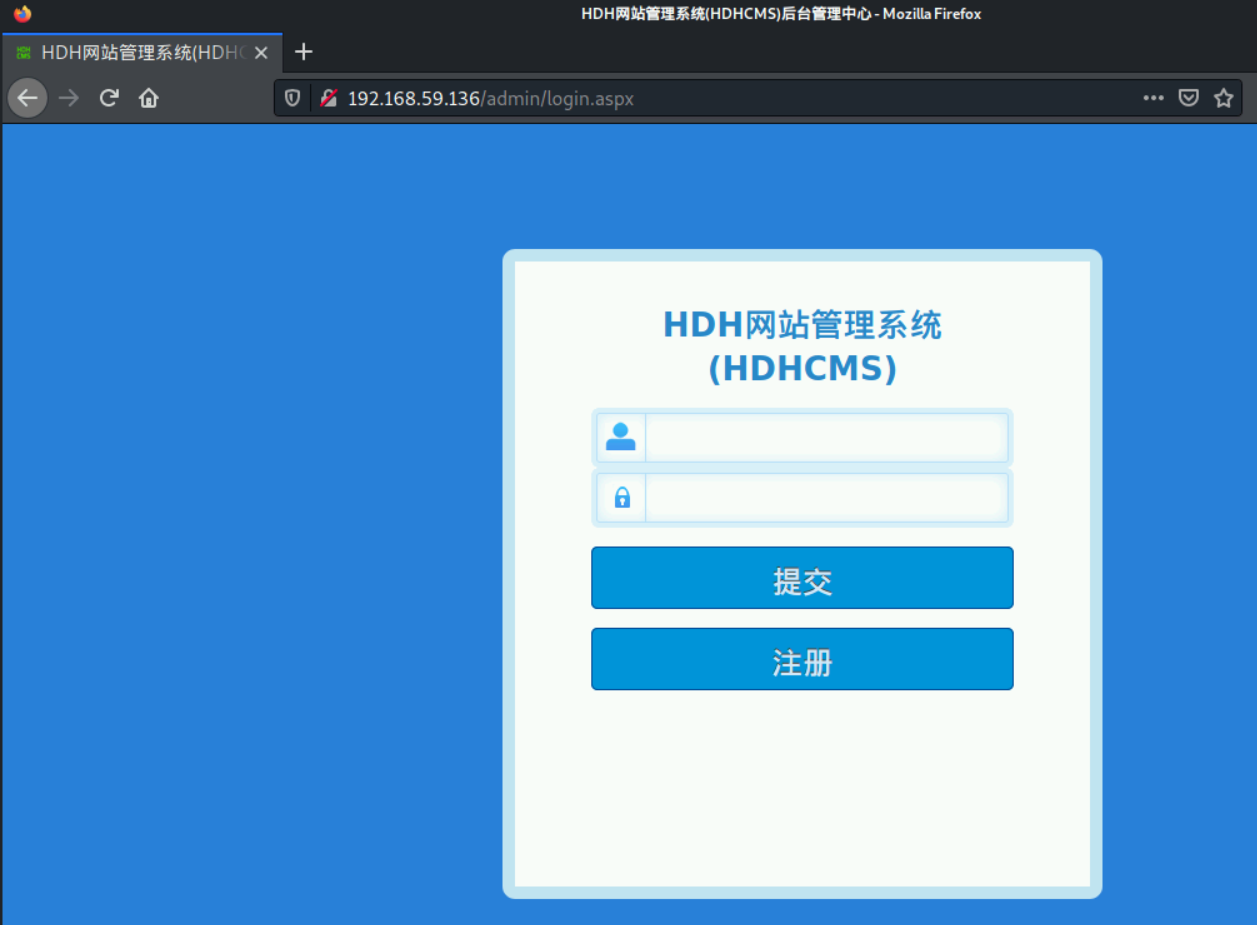 HDH网站管理系统(HDHCMS)后台管理中心 - Mozilla Firefox
HDH网站管理系统(HDHC
192.168.59.136/admin/login.aspx
HDH网站管理系统
(HDHCMS)
提交
注册